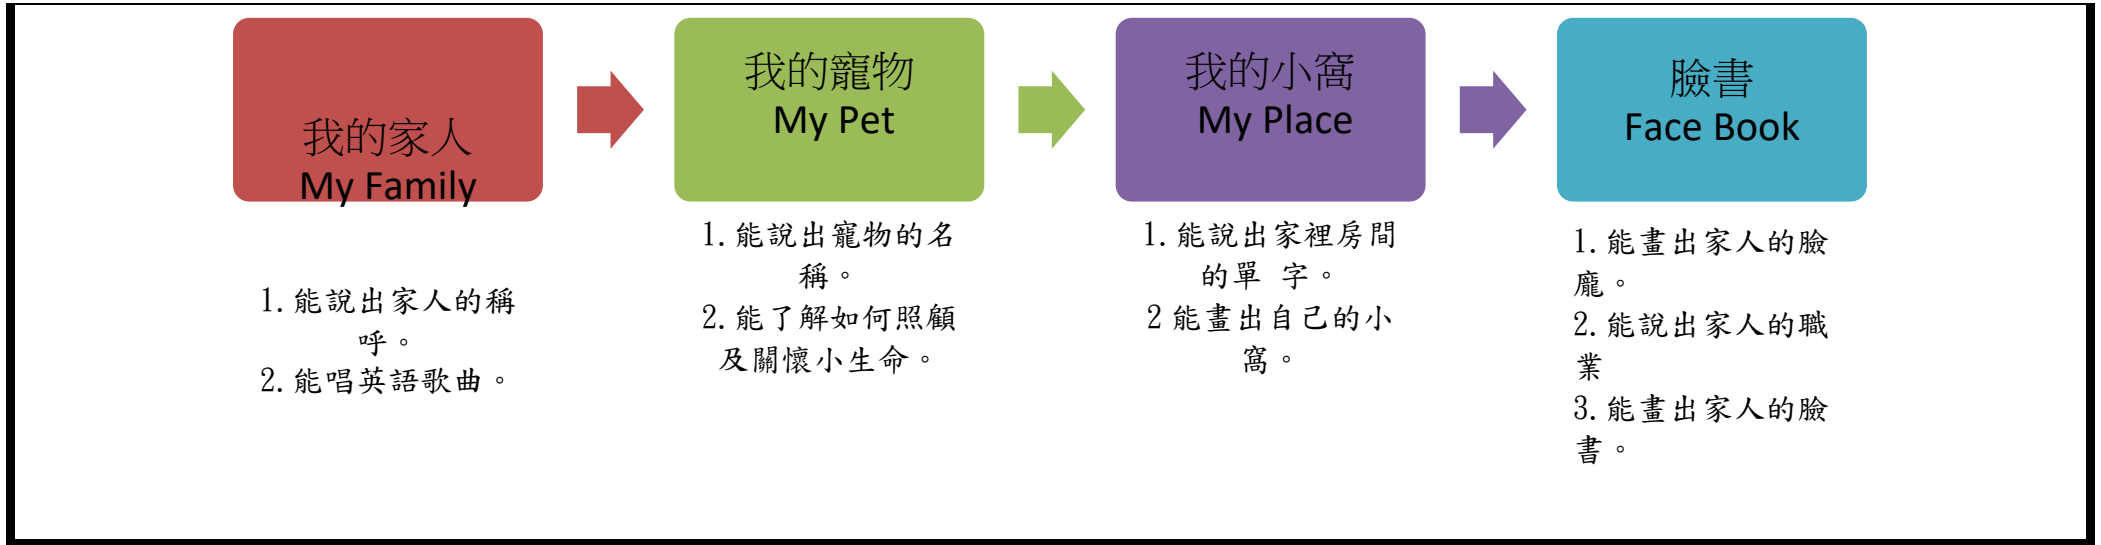 我的家人
My Family
1.能說出家人的稱
呼。
2.能唱英語歌曲。
我的寵物
My Pet
1.能說出寵物的名
稱。
2.能了解如何照顧
及關懷小生命。
我的小窩
My Place
1.能說出家裡房間
的單 字。
2能畫出自己的小
窩。
臉書
Face Book
1.能畫出家人的臉
龐。
2.能說出家人的職
業
3.能畫出家人的臉
書。